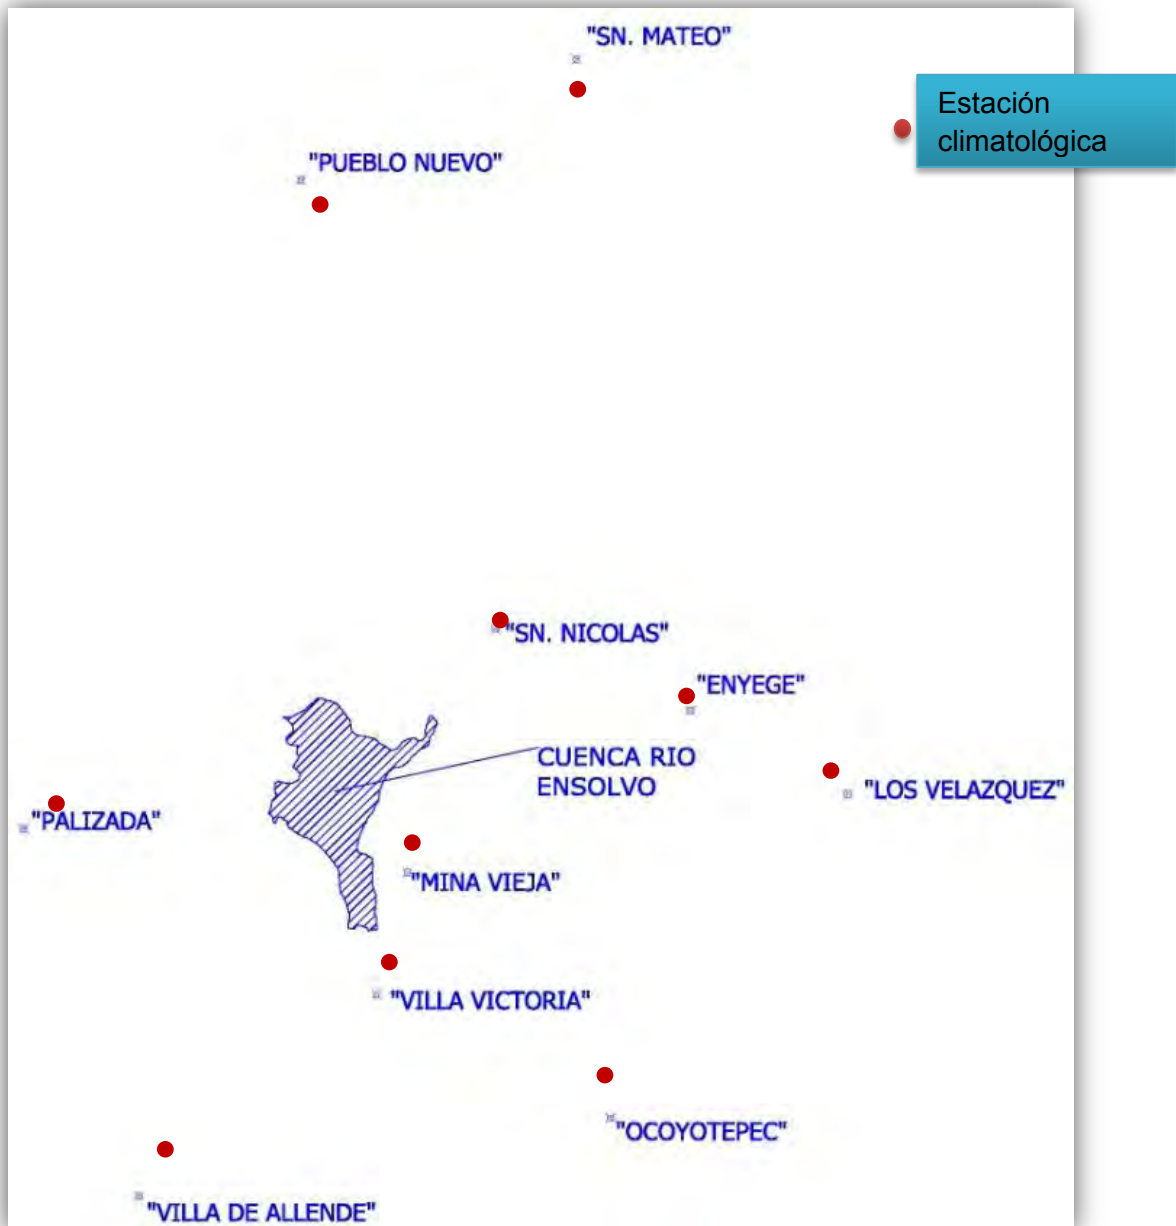 "SN. MATEO"
Estación
climatológica
"PUEBLO NUEVO"
"SN. NICOLAS"
"ENYEGE"
CUENCA RIO
ENSOLVO
"LOS VELAZQUEZ"
"PALIZADA"
"MINA VIEJA"
"VILLA VICTORIA"
"OCOYOTEPEC"
"VILLA DE ALLENDE"